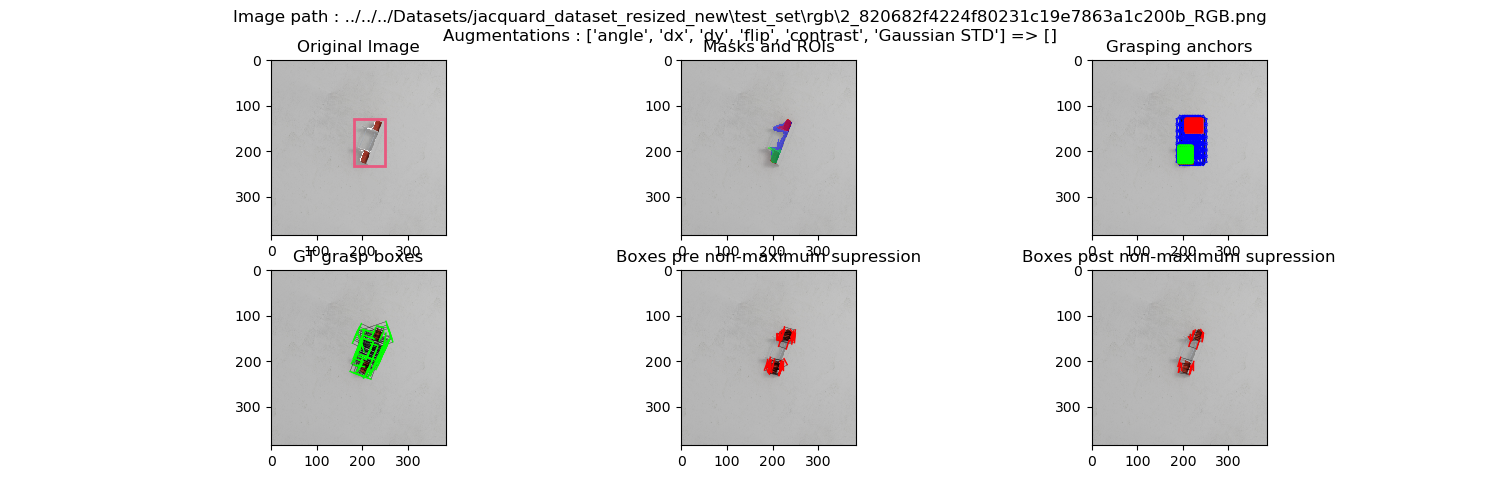 Image path : ../../../Datasets/jacquard_dataset_resized_new\test_set\rgb\2_820682f4224f80231c19e7863a1c200b_RGB.png
Augmentations : ['angle', 'dx', 'dy', 'flip', 'contrast', 'Gaussian STD'] => []
Original Image
0
100
200
300
0 100 200 300
Masks and ROIs
0
100
200
300
0 100 200 300
Grasping anchors
0
100
200
300
0 100 200 300
GT grasp boxes
0
100
200
300
0 100 200 300
Boxes pre non-maximum supression
0
100
200
300
0 100 200 300
Boxes post non-maximum supression
0
100
200
300
0 100 200 300